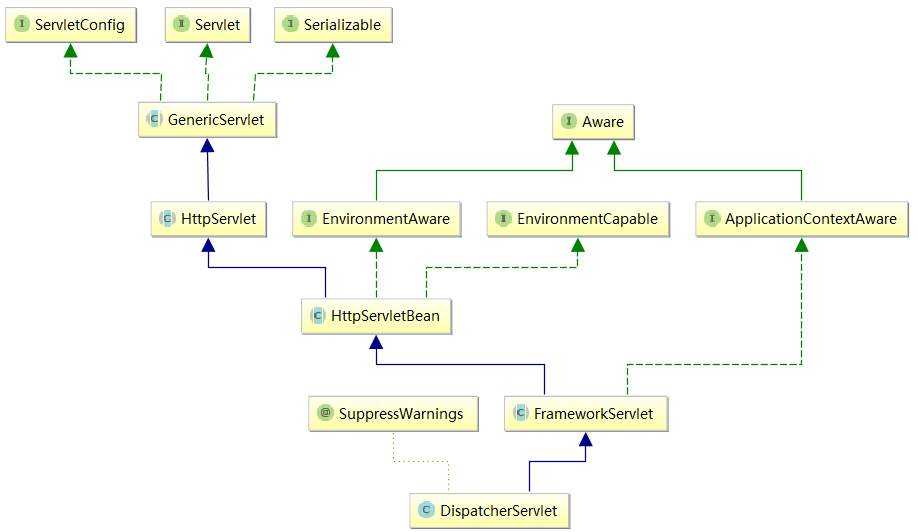 I ServletConfig
I Servlet
I Serializable
C GenericServlet
I Aware
C HttpServlet
I EnvironmentAware
I EnvironmentCapable
I ApplicationContextAware
C HttpServletBean
@ SuppressWarnings
C FrameworkServlet
C DispatcherServlet